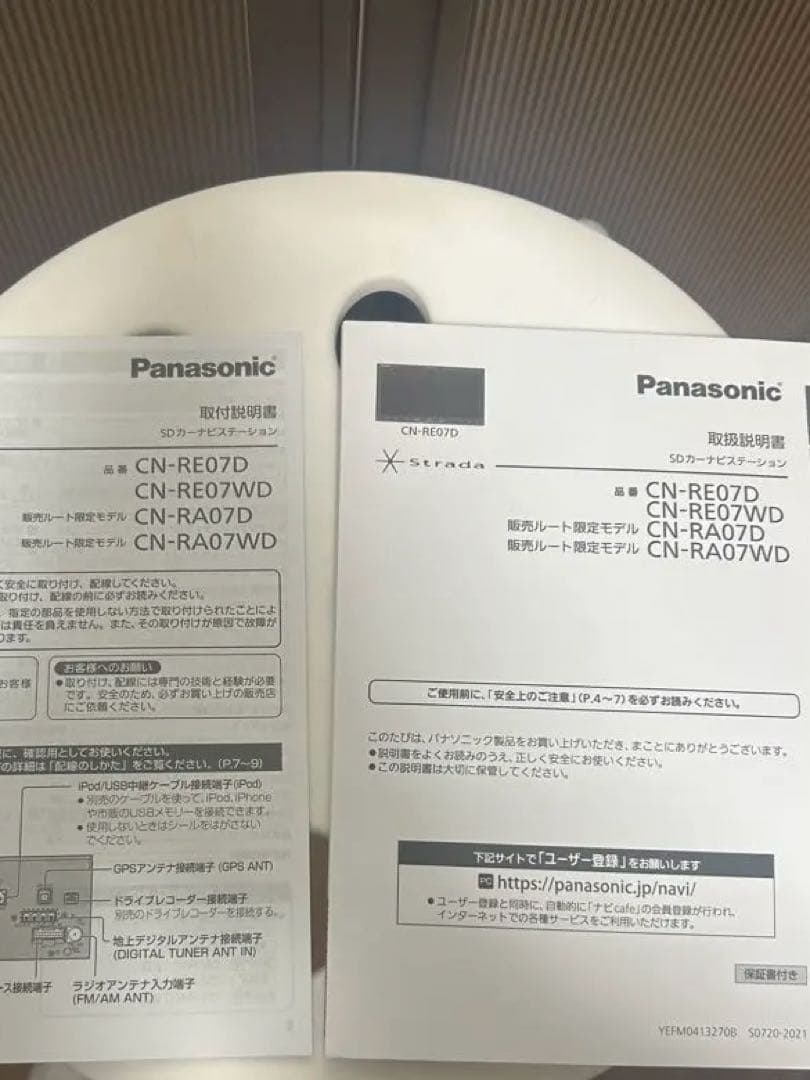 Panasonic
取付説明書
SDカーナビステーション
品番 CN-RE07D
CN-RE07WD
販売ルート限定モデル CN-RA07D
販売ルート限定モデル CN-RA07WD
安全に取り付け、配線してください。
取り付け、配線の前に必ずお読みください。
指定の部品を使用しない方法で取り付けられたことによ
は責任を負えません。また、その取り付けが原因で故障が
ります。
お客様
お客様へのお願い
●取り付け、配線には専門の技術と経験が必要
です。安全のため、必ずお買い上げの販売店
にご依頼ください。
に、確認用としてお使いください。
の詳細は「配線のしかた」をご覧ください。(P.7~9)
iPod/USB中継ケーブル接続端子(iPod)
●別売のケーブルを使って、iPod、iPhone
や市販のUSBメモリーを接続できます。
●使用しないときはシールをはがさない
でください。
GPSアンテナ接続端子 (GPS ANT)
ドライブレコーダー接続端子
別売のドライブレコーダーを接続する。
地上デジタルアンテナ接続端子
(DIGITAL TUNER ANT IN)
ース接続端子
ラジオアンテナ入力端子
(FM/AM ANT)
CN-RE07D
Panasonic
取扱説明書
SDカーナビステーション
Strada
品番 CN-RE07D
CN-RE07WD
販売ルート限定モデル CN-RA07D
販売ルート限定モデル CN-RA07WD
ご使用前に、「安全上のご注意」(P.4~7)を必ずお読みください。
このたびは、パナソニック製品をお買い上げいただき、まことにありがとうございます。
●説明書をよくお読みのうえ、正しく安全にお使いください。
●この説明書は大切に保管してください。
下記サイトで「ユーザー登録」をお願いします
PC https://panasonic.jp/navi/
●ユーザー登録と同時に、自動的に「ナビcafe」の会員登録が行われ、
インターネットでの各種サービスをご利用いただけます。
保証書付き
YEFM0413270B S0720-2021